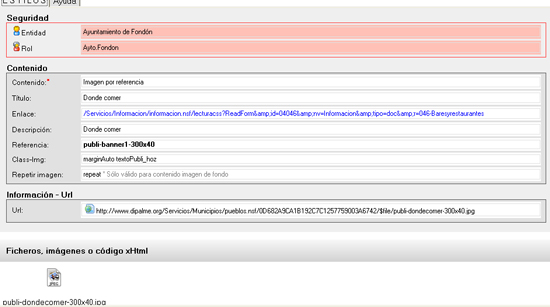 ESTILOS Ayuda
Seguridad
Entidad Ayuntamiento de Fondón
Rol Ayto.Fondon
Contenido
Contenido:* Imagen por referencia
Título: Donde comer
Enlace: /Servicios/Informacion/informacion.nsf/lecturacss?ReadForm&amp;id=04046&amp;nv=Informacion&amp;tipo=doc&amp;r=046-Baresyrestaurantes
Descripción: Donde comer
Referencia: publi-banner1-300x40
Class-Img: marginAuto textoPubli_hoz
Repetir imagen: repeat * Sólo válido para contenido imagen de fondo
Información - Url
Url: http://www.dipalme.org/Servicios/Municipios/pueblos.nsf/0D682A9CA1B192C7C1257759003A6742/$file/publi-dondecomer-300x40.jpg
Ficheros, imágenes o código xHtml
JPEG
publi-dondecomer-300x40.jpg